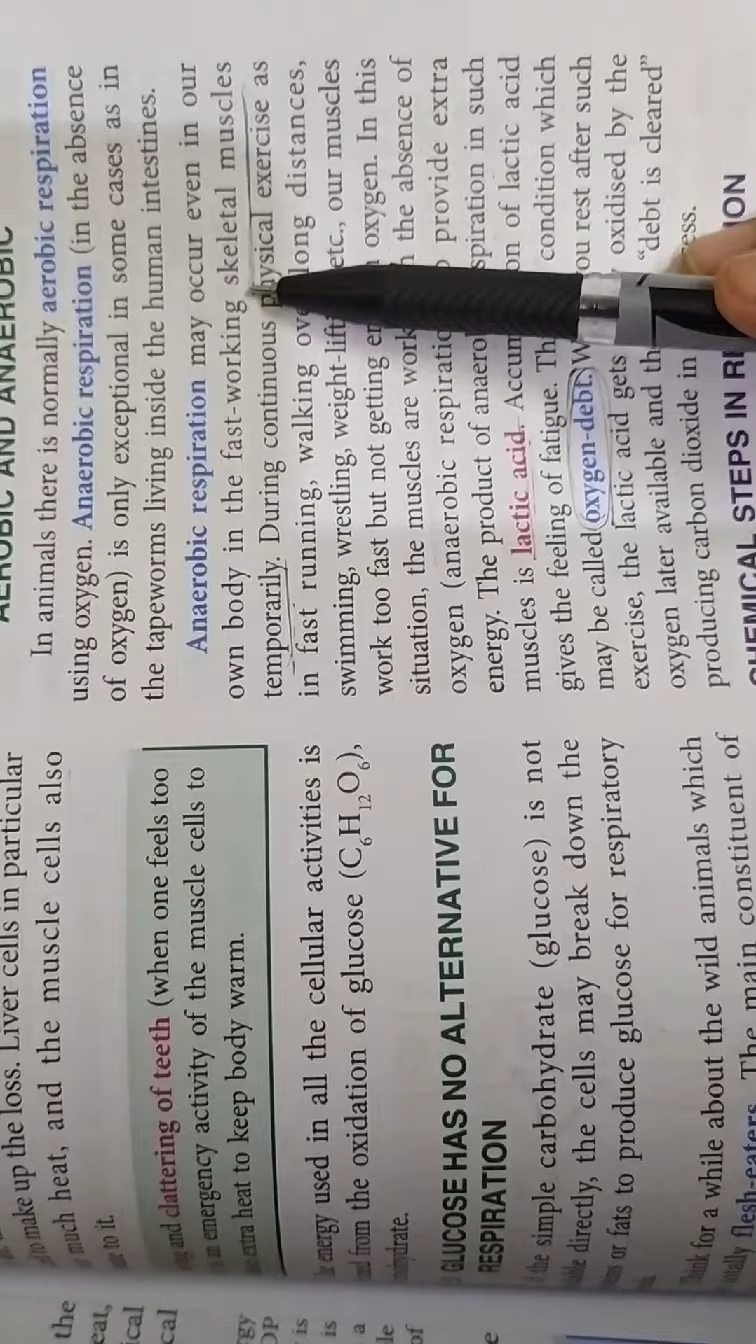 the
eat,
ical
cal
rgy
OP
is
is
a
le
of
e
make up the loss. Liver cells in particular
much heat, and the muscle cells also
to it.
and clattering of teeth (when one feels too
emergency activity of the muscle cells to
extra heat to keep body warm.
energy used in all the cellular activities is
from the oxidation of glucose (C₆H₁₂O₆),
GLUCOSE HAS NO ALTERNATIVE FOR
RESPIRATION
the simple carbohydrate (glucose) is not
directly, the cells may break down the
or fats to produce glucose for respiratory
for a while about the wild animals which
flesh-eaters. The main constituent of
AEROBIC AND ANAEROBIC
In animals there is normally aerobic respiration
using oxygen. Anaerobic respiration (in the absence
of oxygen) is only exceptional in some cases as in
the tapeworms living inside the human intestines.
Anaerobic respiration may occur even in our
own body in the fast-working skeletal muscles
temporarily. During continuous physical exercise as
in fast running, walking ove long distances,
swimming, wrestling, weight-lift etc., our muscles
work too fast but not getting en oxygen. In this
situation, the muscles are work the absence of
oxygen (anaerobic respiratio provide extra
energy. The product of anaero spiration in such
muscles is lactic acid. Accum on of lactic acid
gives the feeling of fatigue. Th condition which
may be called oxygen-debt. W ou rest after such
exercise, the lactic acid gets oxidised by the
oxygen later available and th "debt is cleared"
producing carbon dioxide in ess.
CHEMICAL STEPS IN RE ION